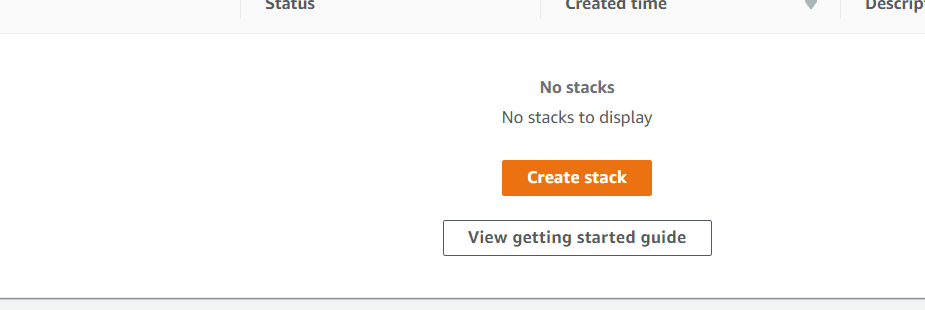 Status
Created time
No stacks
No stacks to display
Create stack
View getting started guide